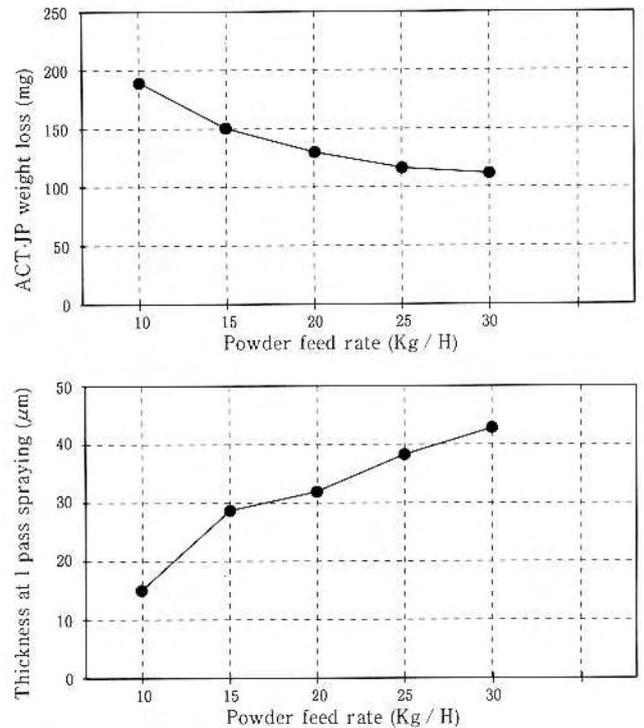 250
200
150
100
50
0
10 15 20 25 30
ACT-JP weight loss (mg)
Powder feed rate (Kg / H)
50
40
30
20
10
0
10 15 20 25 30
Thickness at 1 pass spraying (μm)
Powder feed rate (Kg / H)